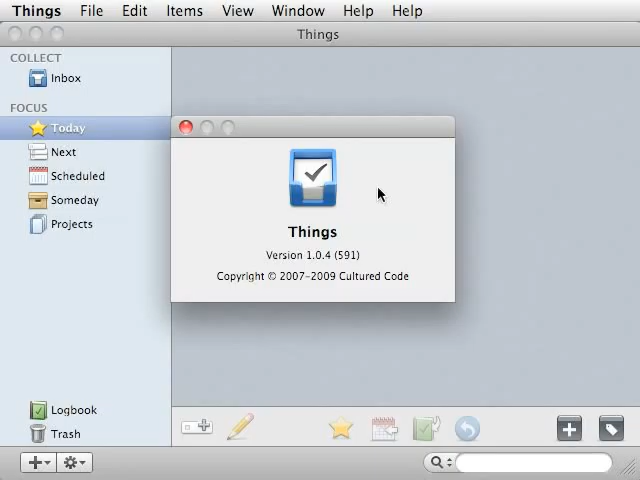 Things File Edit Items View Window Help Help
Things
COLLECT
Inbox
FOCUS
Today
Next
Scheduled
Someday
Projects
Things
Version 1.0.4 (591)
Copyright © 2007-2009 Cultured Code
Logbook
Trash